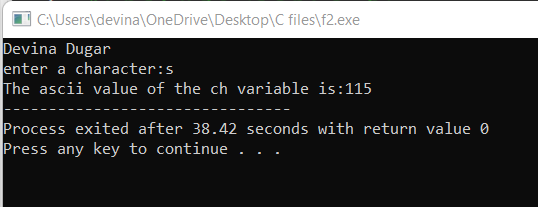 C:\Users\devina\OneDrive\Desktop\C files\f2.exe
Devina Dugar
enter a character:s
The ascii value of the ch variable is:115
--------------------------------
Process exited after 38.42 seconds with return value 0
Press any key to continue . . .